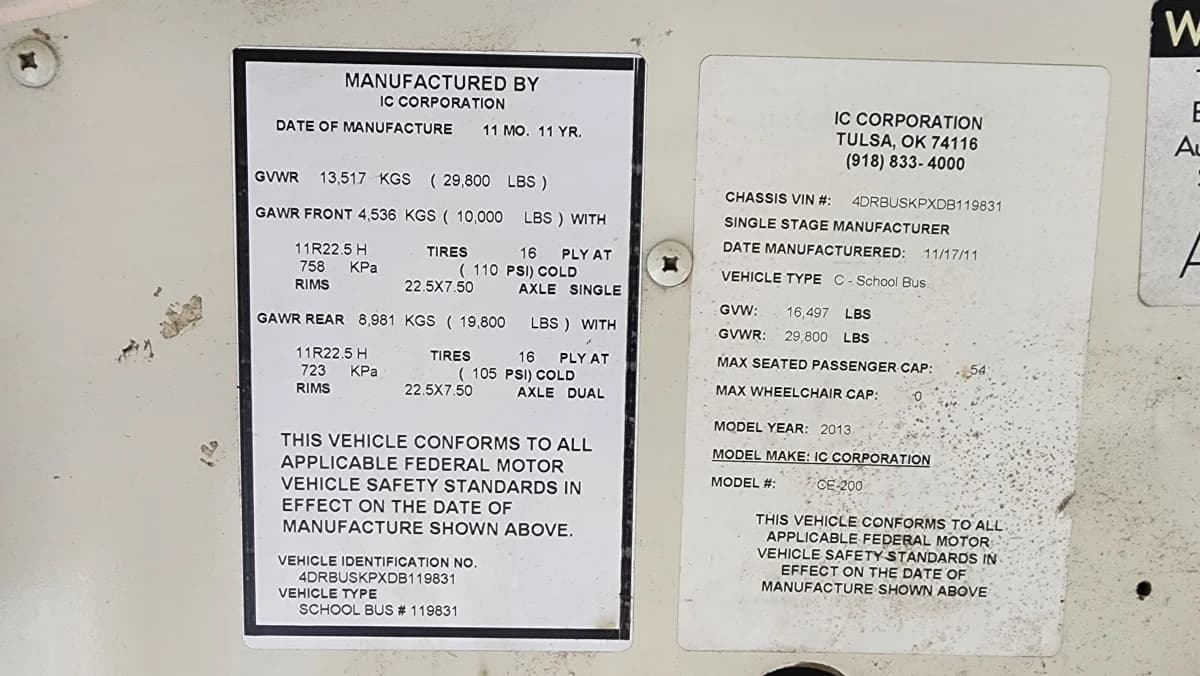 MANUFACTURED BY
IC CORPORATION
DATE OF MANUFACTURE 11 MO. 11 YR.
GVWR 13,517 KGS ( 29,800 LBS )
GAWR FRONT 4,536 KGS ( 10,000 LBS ) WITH
11R22.5 H TIRES 16 PLY AT
758 KPa ( 110 PSI) COLD
RIMS 22.5X7.50 AXLE SINGLE
GAWR REAR 8,981 KGS ( 19,800 LBS ) WITH
11R22.5 H TIRES 16 PLY AT
723 KPa ( 105 PSI) COLD
RIMS 22.5X7.50 AXLE DUAL
THIS VEHICLE CONFORMS TO ALL
APPLICABLE FEDERAL MOTOR
VEHICLE SAFETY STANDARDS IN
EFFECT ON THE DATE OF
MANUFACTURE SHOWN ABOVE.
VEHICLE IDENTIFICATION NO.
4DRBUSKPXDB119831
VEHICLE TYPE
SCHOOL BUS # 119831
IC CORPORATION
TULSA, OK 74116
(918) 833- 4000
CHASSIS VIN #: 4DRBUSKPXDB119831
SINGLE STAGE MANUFACTURER
DATE MANUFACTURERED: 11/17/11
VEHICLE TYPE C - School Bus
GVW: 16,497 LBS
GVWR: 29,800 LBS
MAX SEATED PASSENGER CAP: 54
MAX WHEELCHAIR CAP: 0
MODEL YEAR: 2013
MODEL MAKE: IC CORPORATION
MODEL #: CE-200
THIS VEHICLE CONFORMS TO ALL
APPLICABLE FEDERAL MOTOR
VEHICLE SAFETY STANDARDS IN
EFFECT ON THE DATE OF
MANUFACTURE SHOWN ABOVE